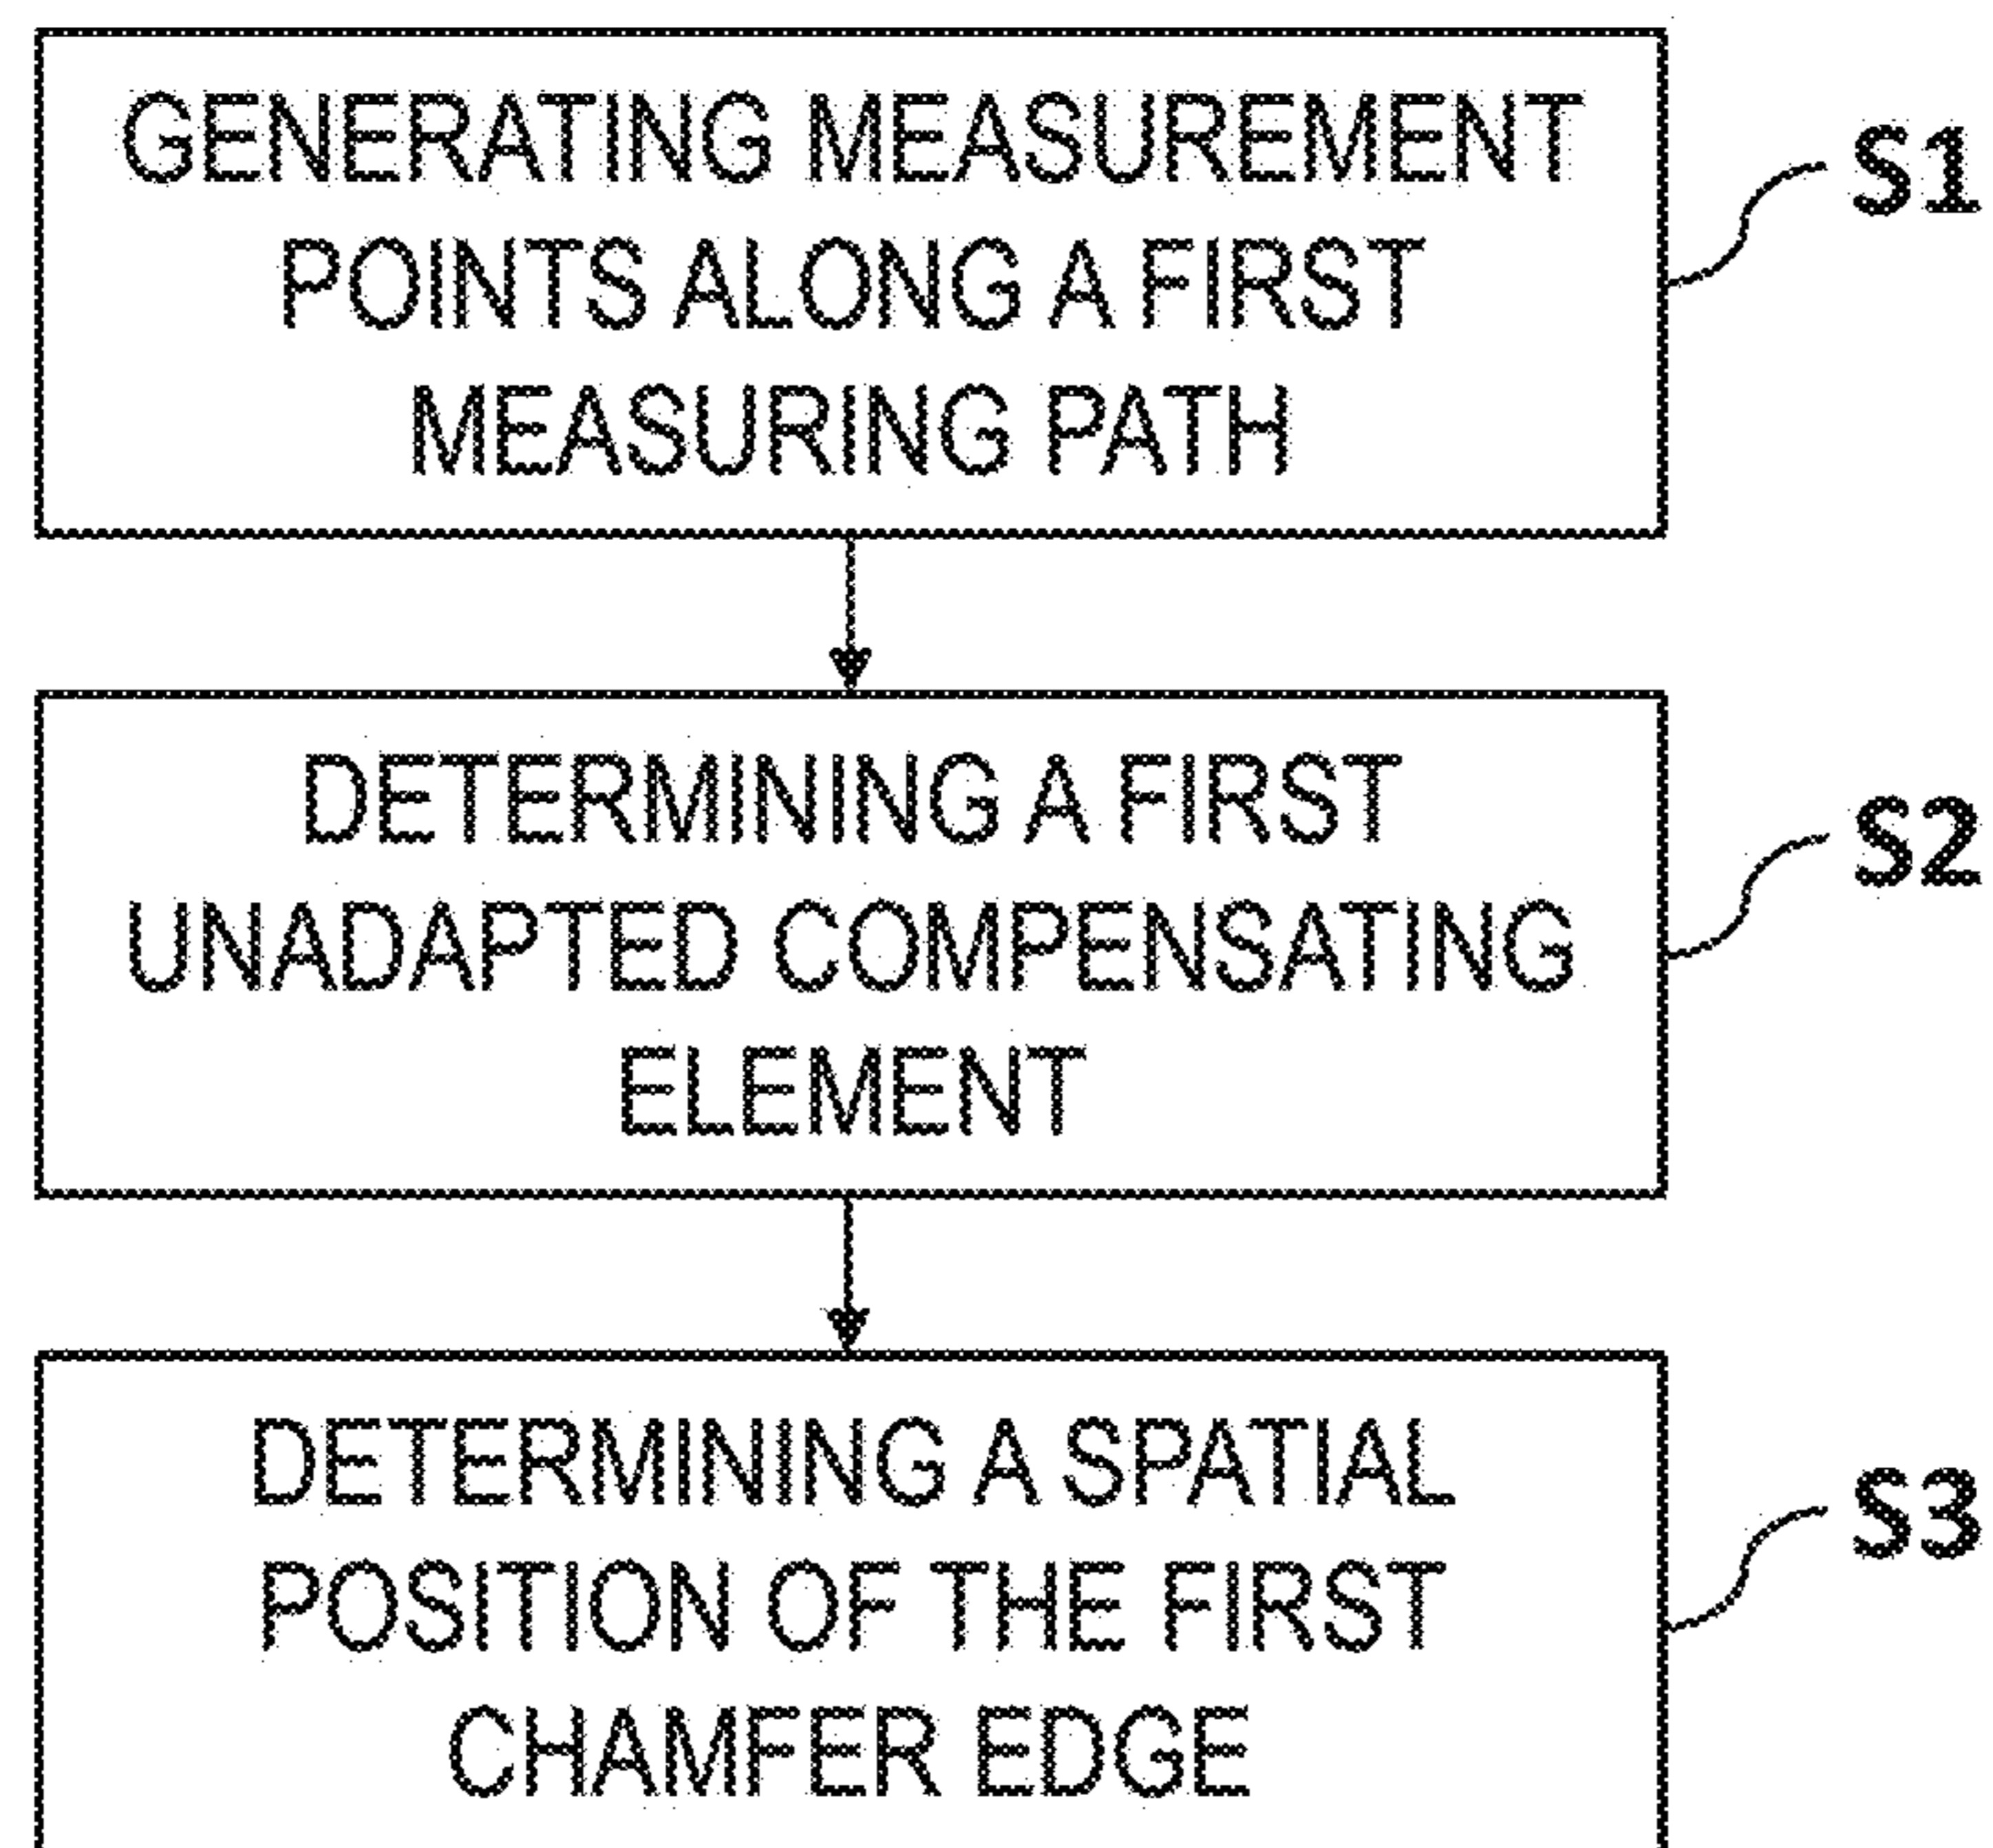 GENERATING MEASUREMENT
POINTS ALONG A FIRST
MEASURING PATH
S1
DETERMINING A FIRST
UNADAPTED COMPENSATING
ELEMENT
S2
DETERMINING A SPATIAL
POSITION OF THE FIRST
CHAMFER EDGE
S3